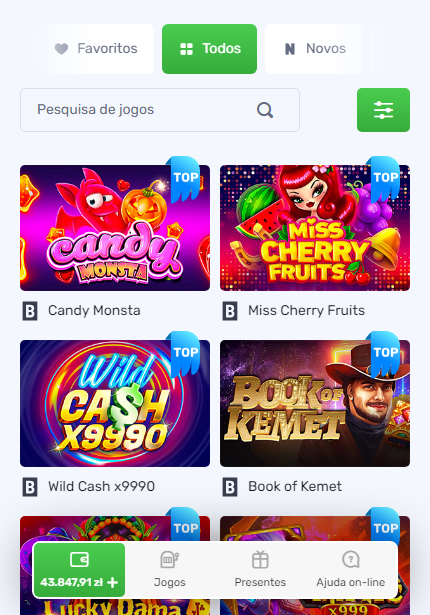 Favoritos
Todos
Novos
Pesquisa de jogos
TOP
TOP
candy
MONSTA
MISS
CHERRY
FRUITS
Candy Monsta
Miss Cherry Fruits
TOP
TOP
Wild
CA$H
X9990
BOOK OF
KEMET
Wild Cash x9990
Book of Kemet
TOP
TOP
43.847,91 zł +
Jogos
Presentes
Ajuda on-line
Lucky Dama
x999